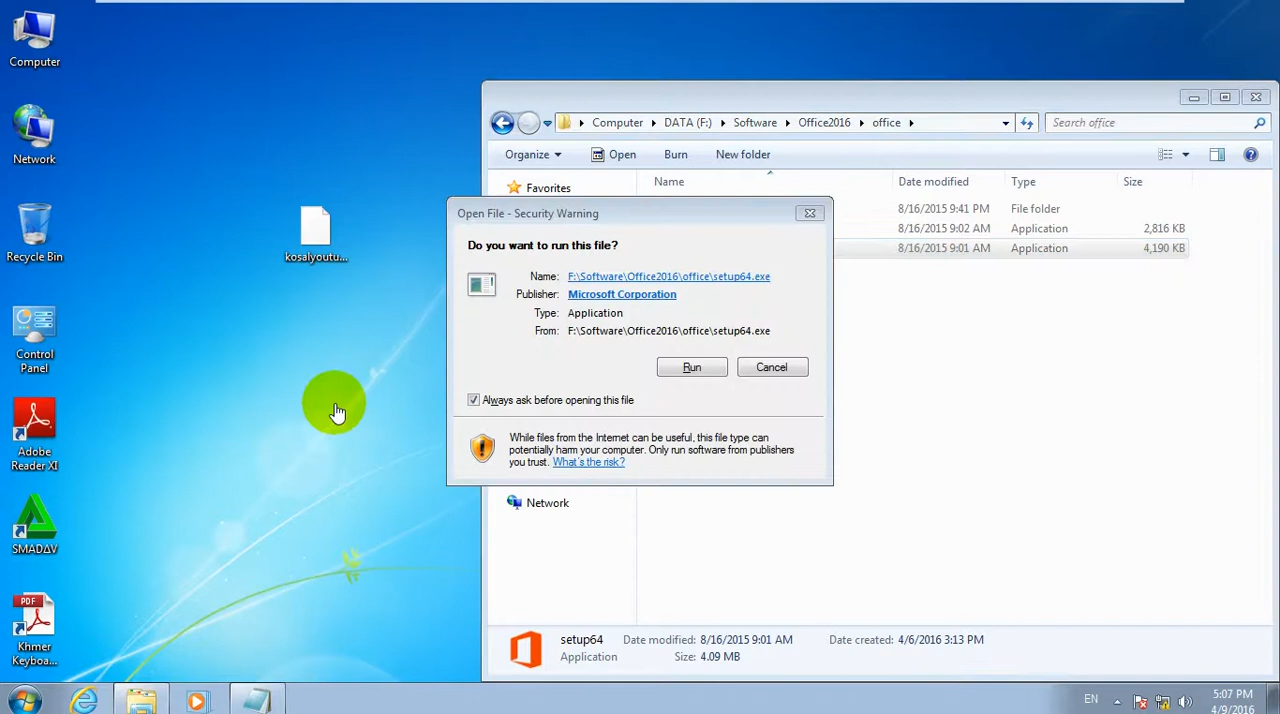 Computer
Network
Recycle Bin
Control
Panel
Adobe
Reader XI
SMADΔV
PDF
Khmer
Keyboa...
kosalyoutu...
Computer
DATA (F:)
Software
Office2016
office
Search office
Organize
Open
Burn
New folder
Favorites
Name
Date modified
Type
Size
8/16/2015 9:41 PM
File folder
8/16/2015 9:02 AM
Application
2,816 KB
8/16/2015 9:01 AM
Application
4,190 KB
Open File - Security Warning
Do you want to run this file?
Name: F:\Software\Office2016\office\setup64.exe
Publisher: Microsoft Corporation
Type: Application
From: F:\Software\Office2016\office\setup64.exe
Run
Cancel
Always ask before opening this file
While files from the Internet can be useful, this file type can
potentially harm your computer. Only run software from publishers
you trust. What's the risk?
Network
setup64
Date modified: 8/16/2015 9:01 AM
Date created: 4/6/2016 3:13 PM
Application
Size: 4.09 MB
EN
5:07 PM
4/9/2016